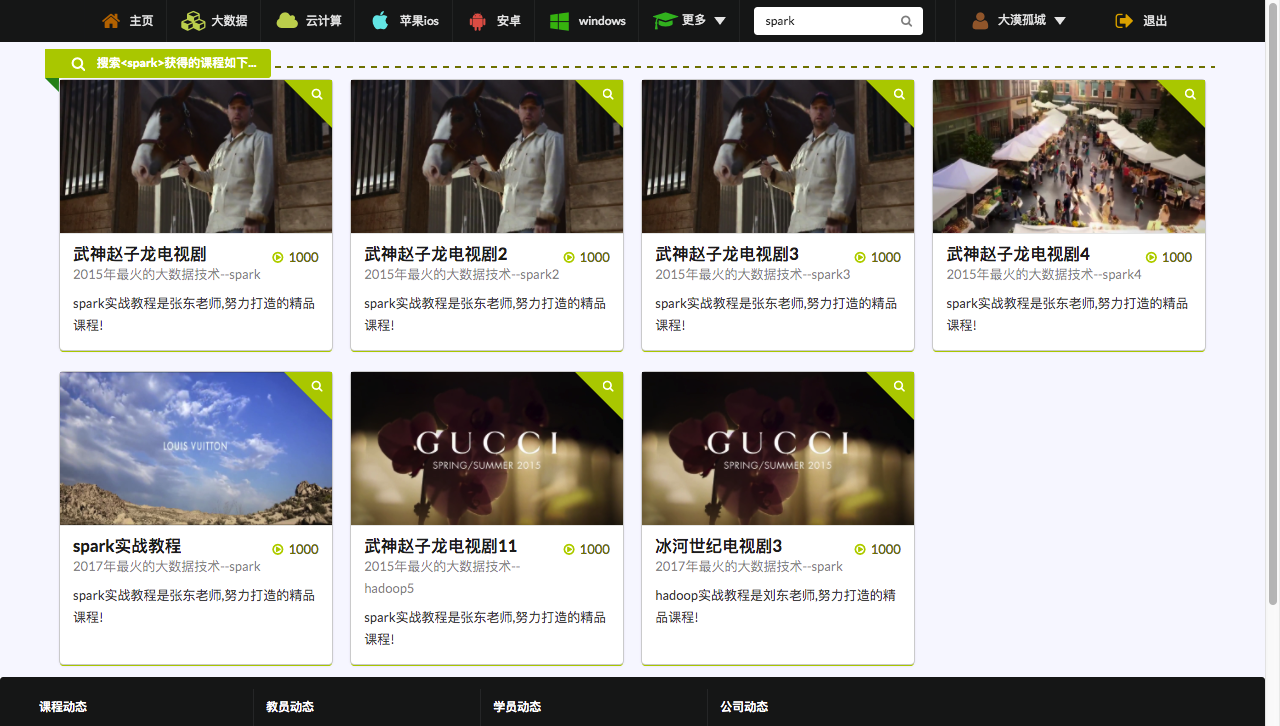 主页
大数据
云计算
苹果ios
安卓
windows
更多
spark
大漠孤城
退出
搜索<spark>获得的课程如下...
武神赵子龙电视剧
1000
2015年最火的大数据技术--spark
spark实战教程是张东老师,努力打造的精品
课程!
武神赵子龙电视剧2
1000
2015年最火的大数据技术--spark2
spark实战教程是张东老师,努力打造的精品
课程!
武神赵子龙电视剧3
1000
2015年最火的大数据技术--spark3
spark实战教程是张东老师,努力打造的精品
课程!
武神赵子龙电视剧4
1000
2015年最火的大数据技术--spark4
spark实战教程是张东老师,努力打造的精品
课程!
LOUIS VUITTON
spark实战教程
1000
2017年最火的大数据技术--spark
spark实战教程是张东老师,努力打造的精品
课程!
GUCCI
SPRING/SUMMER 2015
武神赵子龙电视剧11
1000
2015年最火的大数据技术--
hadoop5
spark实战教程是张东老师,努力打造的精品
课程!
GUCCI
SPRING/SUMMER 2015
冰河世纪电视剧3
1000
2017年最火的大数据技术--spark
hadoop实战教程是刘东老师,努力打造的精
品课程!
课程动态
教员动态
学员动态
公司动态